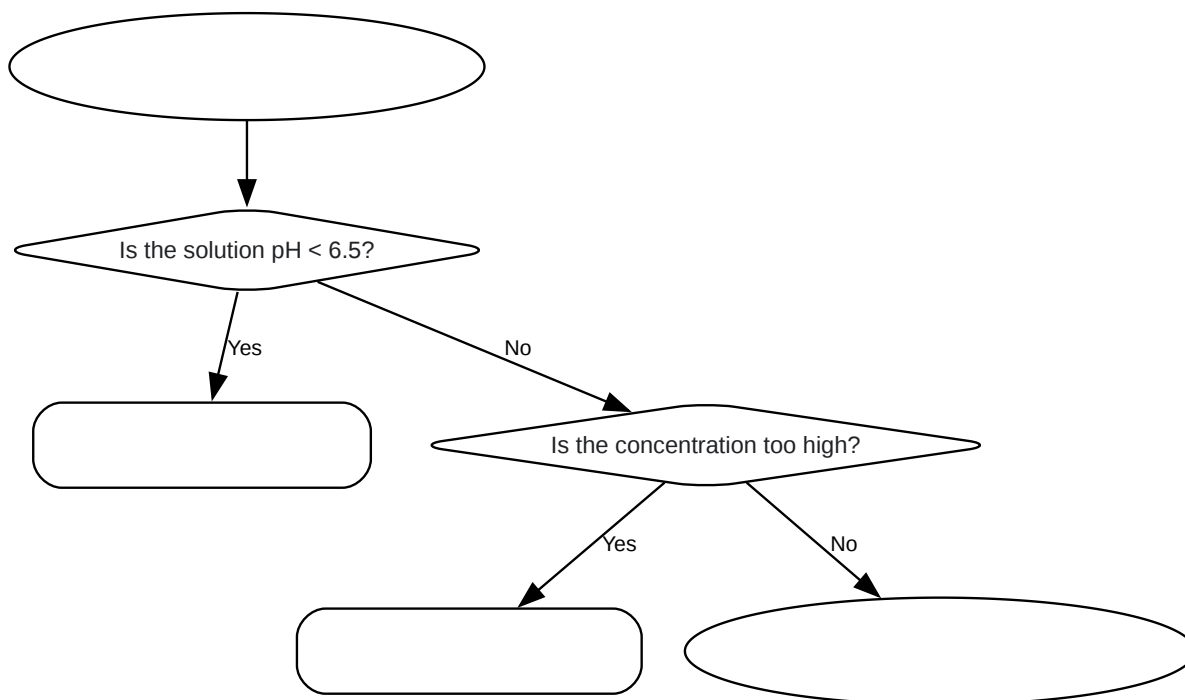 Is the solution pH < 6.5?
Yes
No
Is the concentration too high?
Yes
No